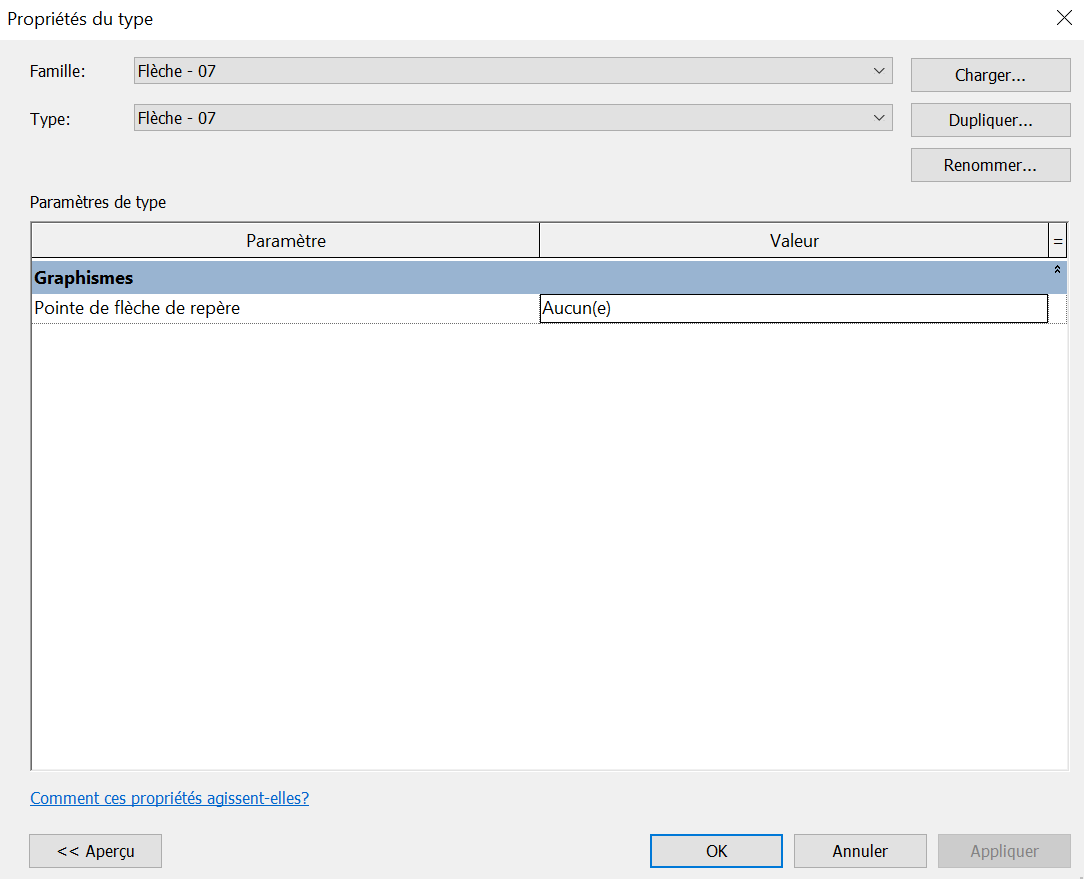 Propriétés du type
Famille: Flèche - 07 Charger...
Type: Flèche - 07 Dupliquer...
Renommer...
Paramètres de type
Paramètre Valeur =
Graphismes
Pointe de flèche de repère Aucun(e)
Comment ces propriétés agissent-elles?
<< Aperçu OK Annuler Appliquer